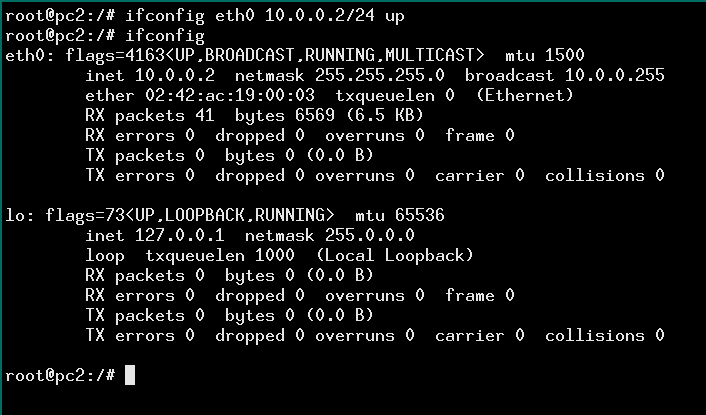 root@pc2:/# ifconfig eth0 10.0.0.2/24 up
root@pc2:/# ifconfig
eth0: flags=4163<UP,BROADCAST,RUNNING,MULTICAST>  mtu 1500
        inet 10.0.0.2  netmask 255.255.255.0  broadcast 10.0.0.255
        ether 02:42:ac:19:00:03  txqueuelen 0  (Ethernet)
        RX packets 41  bytes 6569 (6.5 KB)
        RX errors 0  dropped 0  overruns 0  frame 0
        TX packets 0  bytes 0 (0.0 B)
        TX errors 0  dropped 0 overruns 0  carrier 0  collisions 0

lo: flags=73<UP,LOOPBACK,RUNNING>  mtu 65536
        inet 127.0.0.1  netmask 255.0.0.0
        loop  txqueuelen 1000  (Local Loopback)
        RX packets 0  bytes 0 (0.0 B)
        RX errors 0  dropped 0  overruns 0  frame 0
        TX packets 0  bytes 0 (0.0 B)
        TX errors 0  dropped 0 overruns 0  carrier 0  collisions 0

root@pc2:/#